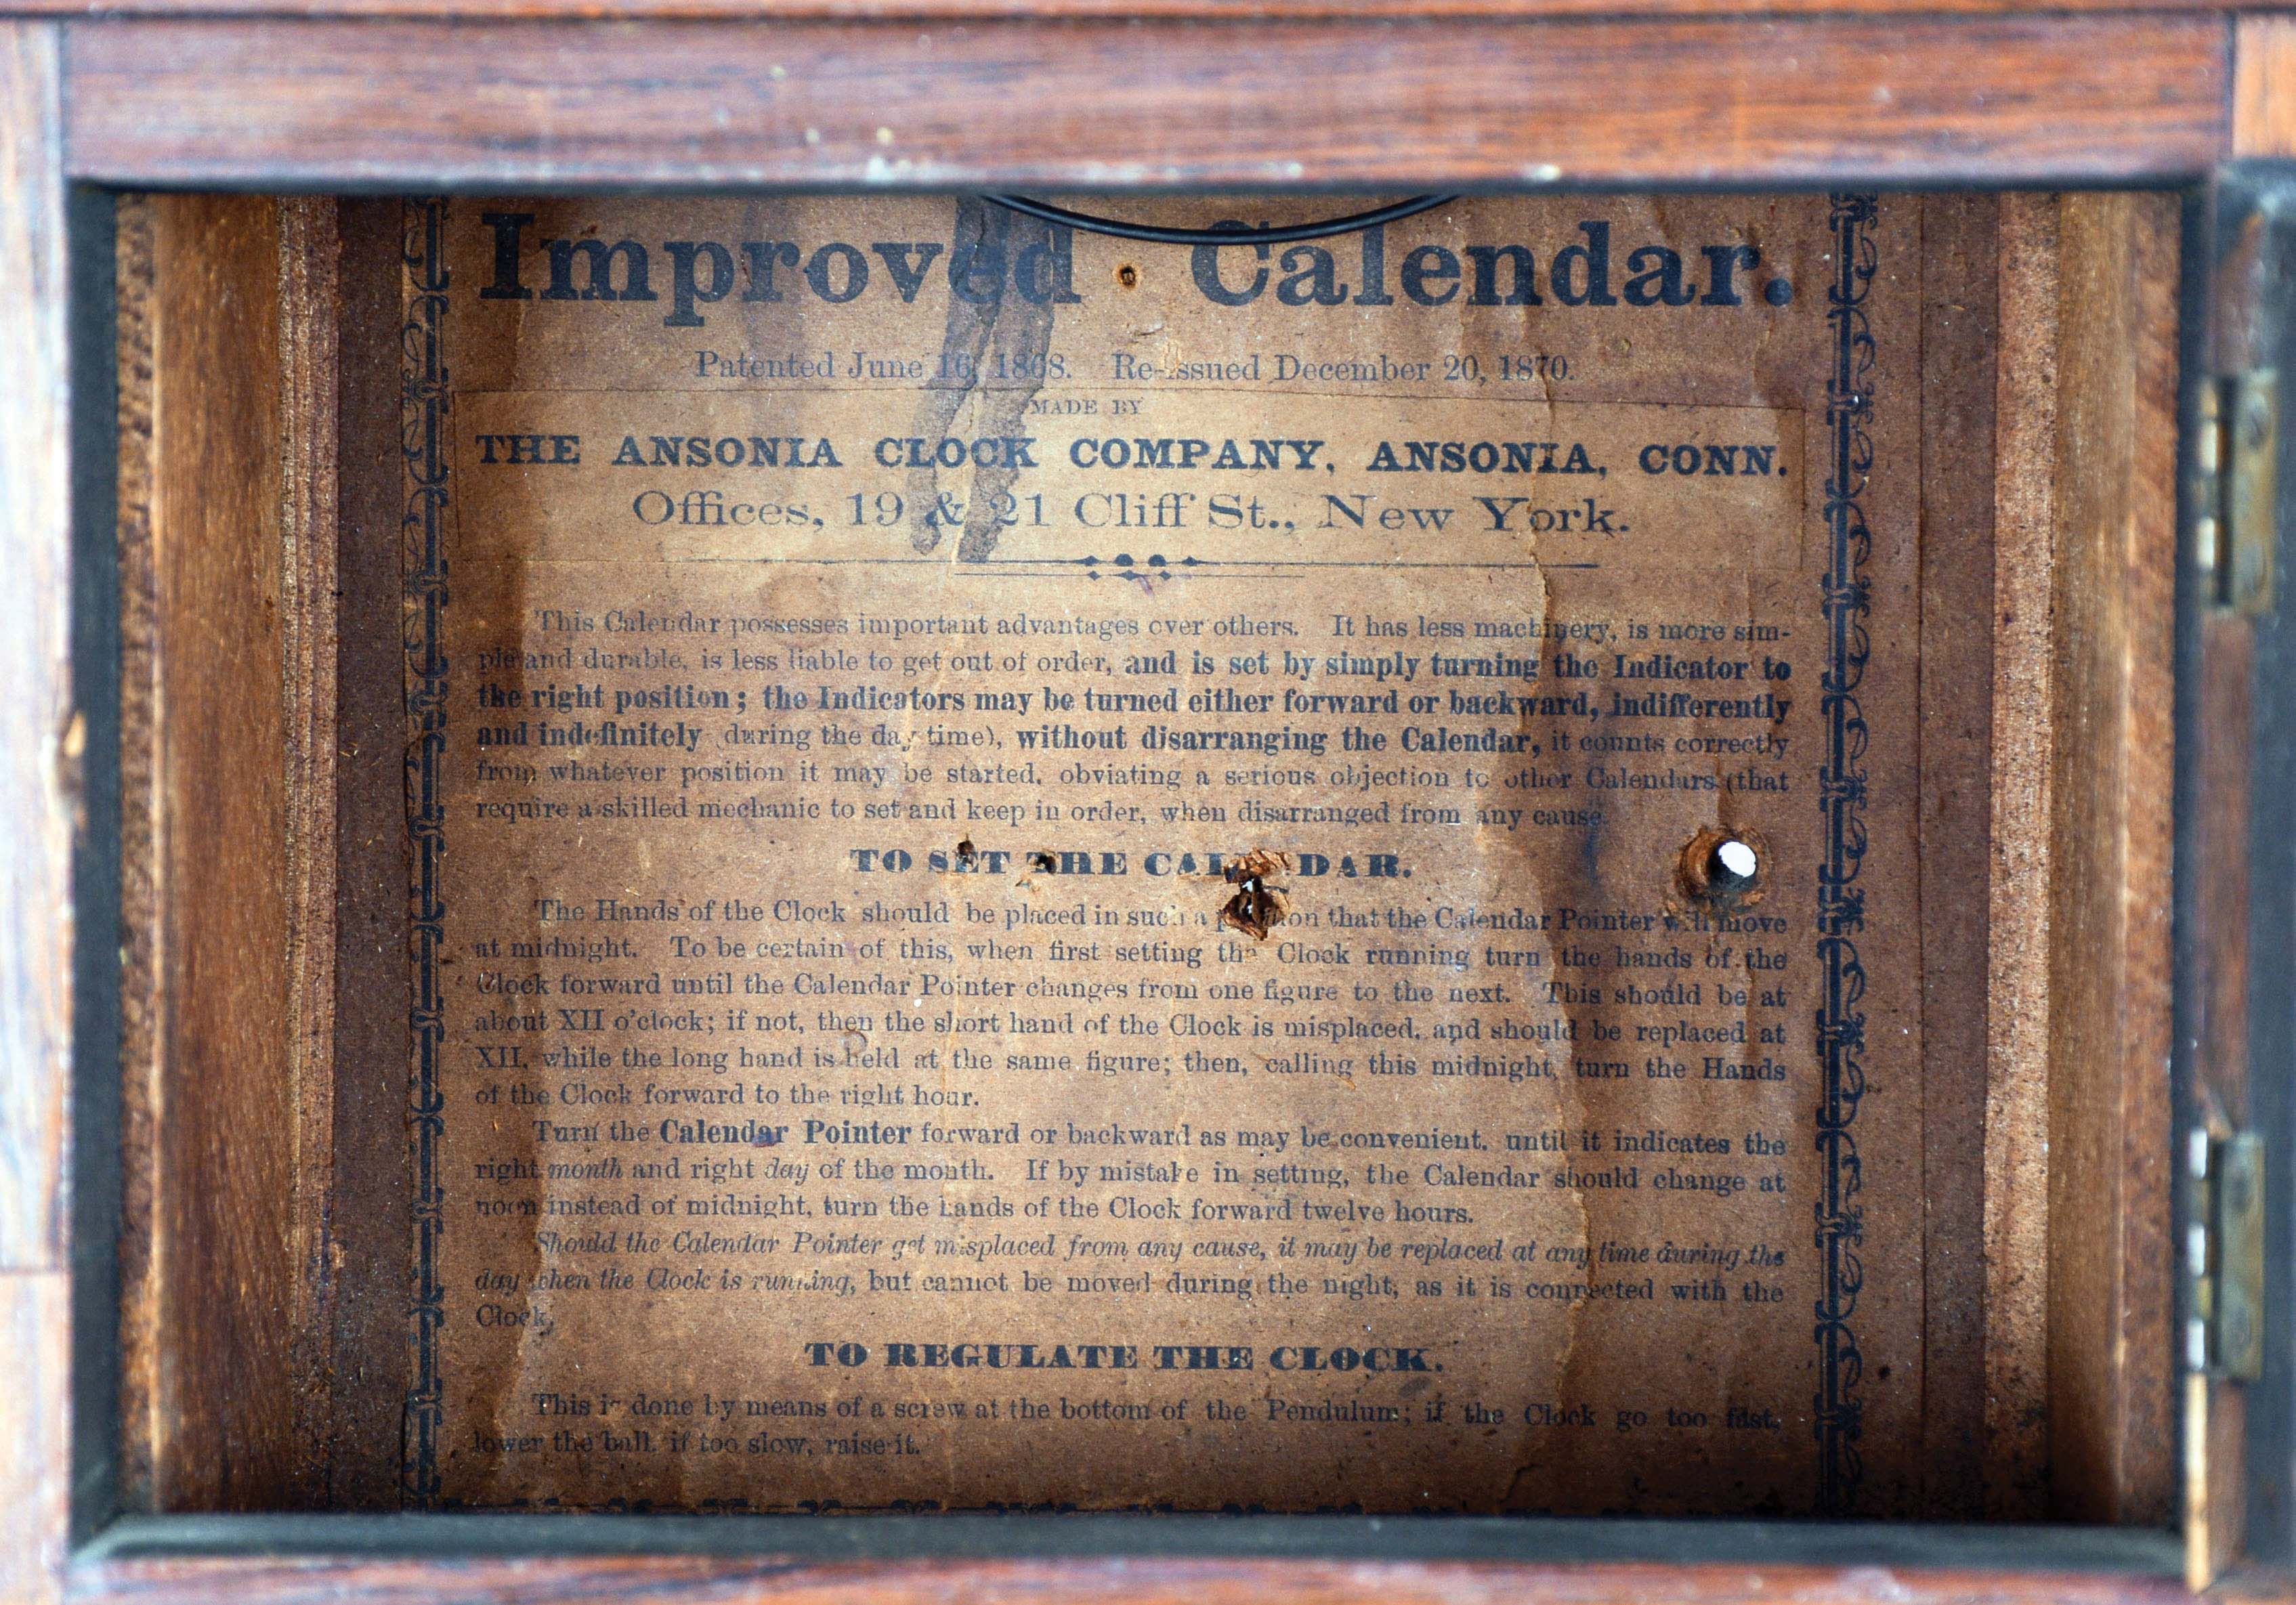 Improved Calendar.
Patented June 16, 1868. Re-issued December 20, 1870.
MADE BY
THE ANSONIA CLOCK COMPANY, ANSONIA, CONN.
Offices, 19 & 21 Cliff St., New York.
This Calendar possesses important advantages over others. It has less machinery, is more sim-
ple and durable, is less liable to get out of order, and is set by simply turning the Indicator to
the right position; the Indicators may be turned either forward or backward, indifferently
and indefinitely (during the day time), without disarranging the Calendar, it counts correctly
from whatever position it may be started, obviating a serious objection to other Calendars (that
require a skilled mechanic to set and keep in order, when disarranged from any cause.
TO SET THE CALENDAR.
The Hands of the Clock should be placed in such a position that the Calendar Pointer will move
at midnight. To be certain of this, when first setting the Clock running turn the hands of the
Clock forward until the Calendar Pointer changes from one figure to the next. This should be at
about XII o'clock; if not, then the short hand of the Clock is misplaced, and should be replaced at
XII, while the long hand is held at the same figure; then, calling this midnight, turn the Hands
of the Clock forward to the right hour.
Turn the Calendar Pointer forward or backward as may be convenient, until it indicates the
right month and right day of the month. If by mistake in setting, the Calendar should change at
noon instead of midnight, turn the hands of the Clock forward twelve hours.
Should the Calendar Pointer get misplaced from any cause, it may be replaced at any time during the
day when the Clock is running, but cannot be moved during the night, as it is connected with the
Clock.
TO REGULATE THE CLOCK.
This is done by means of a screw at the bottom of the Pendulum; if the Clock go too fast,
lower the ball, if too slow, raise it.